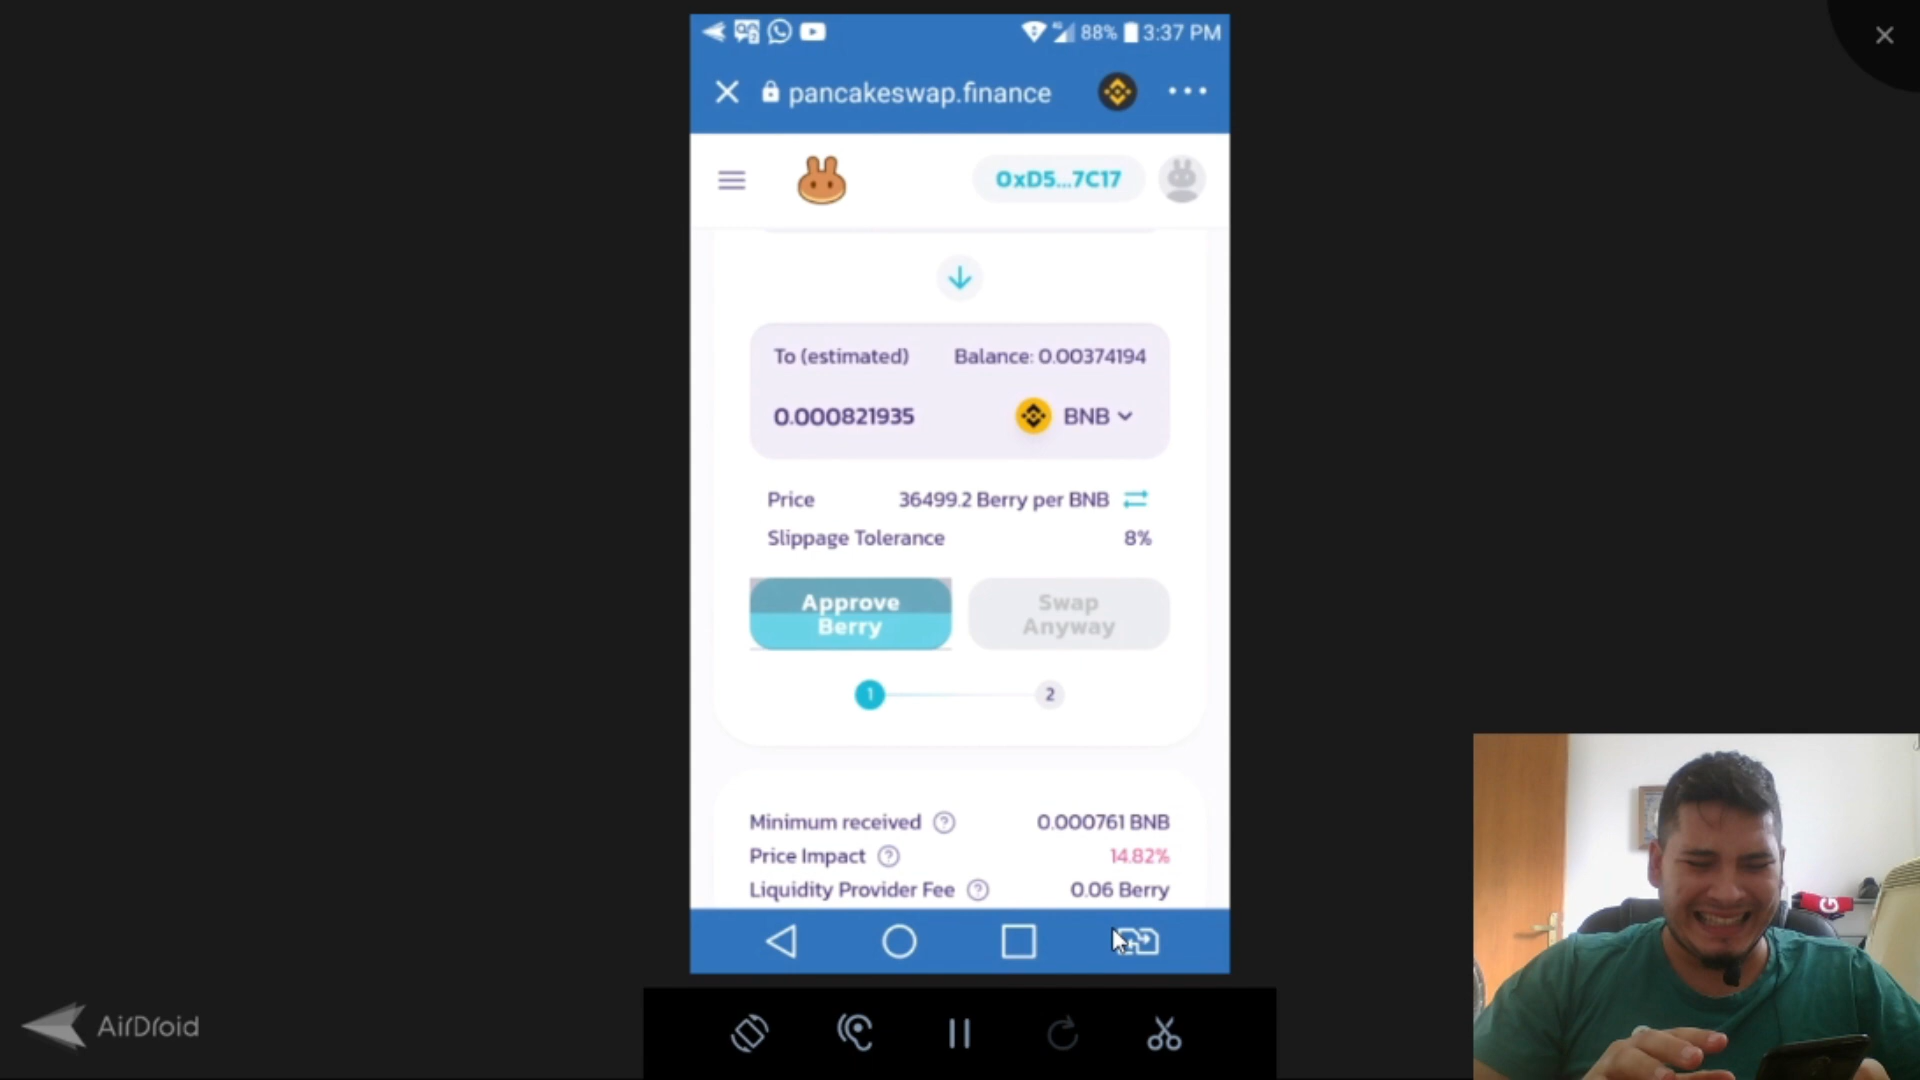 88% 3:37 PM
pancakeswap.finance
0xD5...7C17
To (estimated) Balance: 0.00374194
0.000821935 BNB
Price 36499.2 Berry per BNB
Slippage Tolerance 8%
Approve
Berry
Swap
Anyway
1 2
Minimum received ? 0.000761 BNB
Price Impact ? 14.82%
Liquidity Provider Fee ? 0.06 Berry
AirDroid